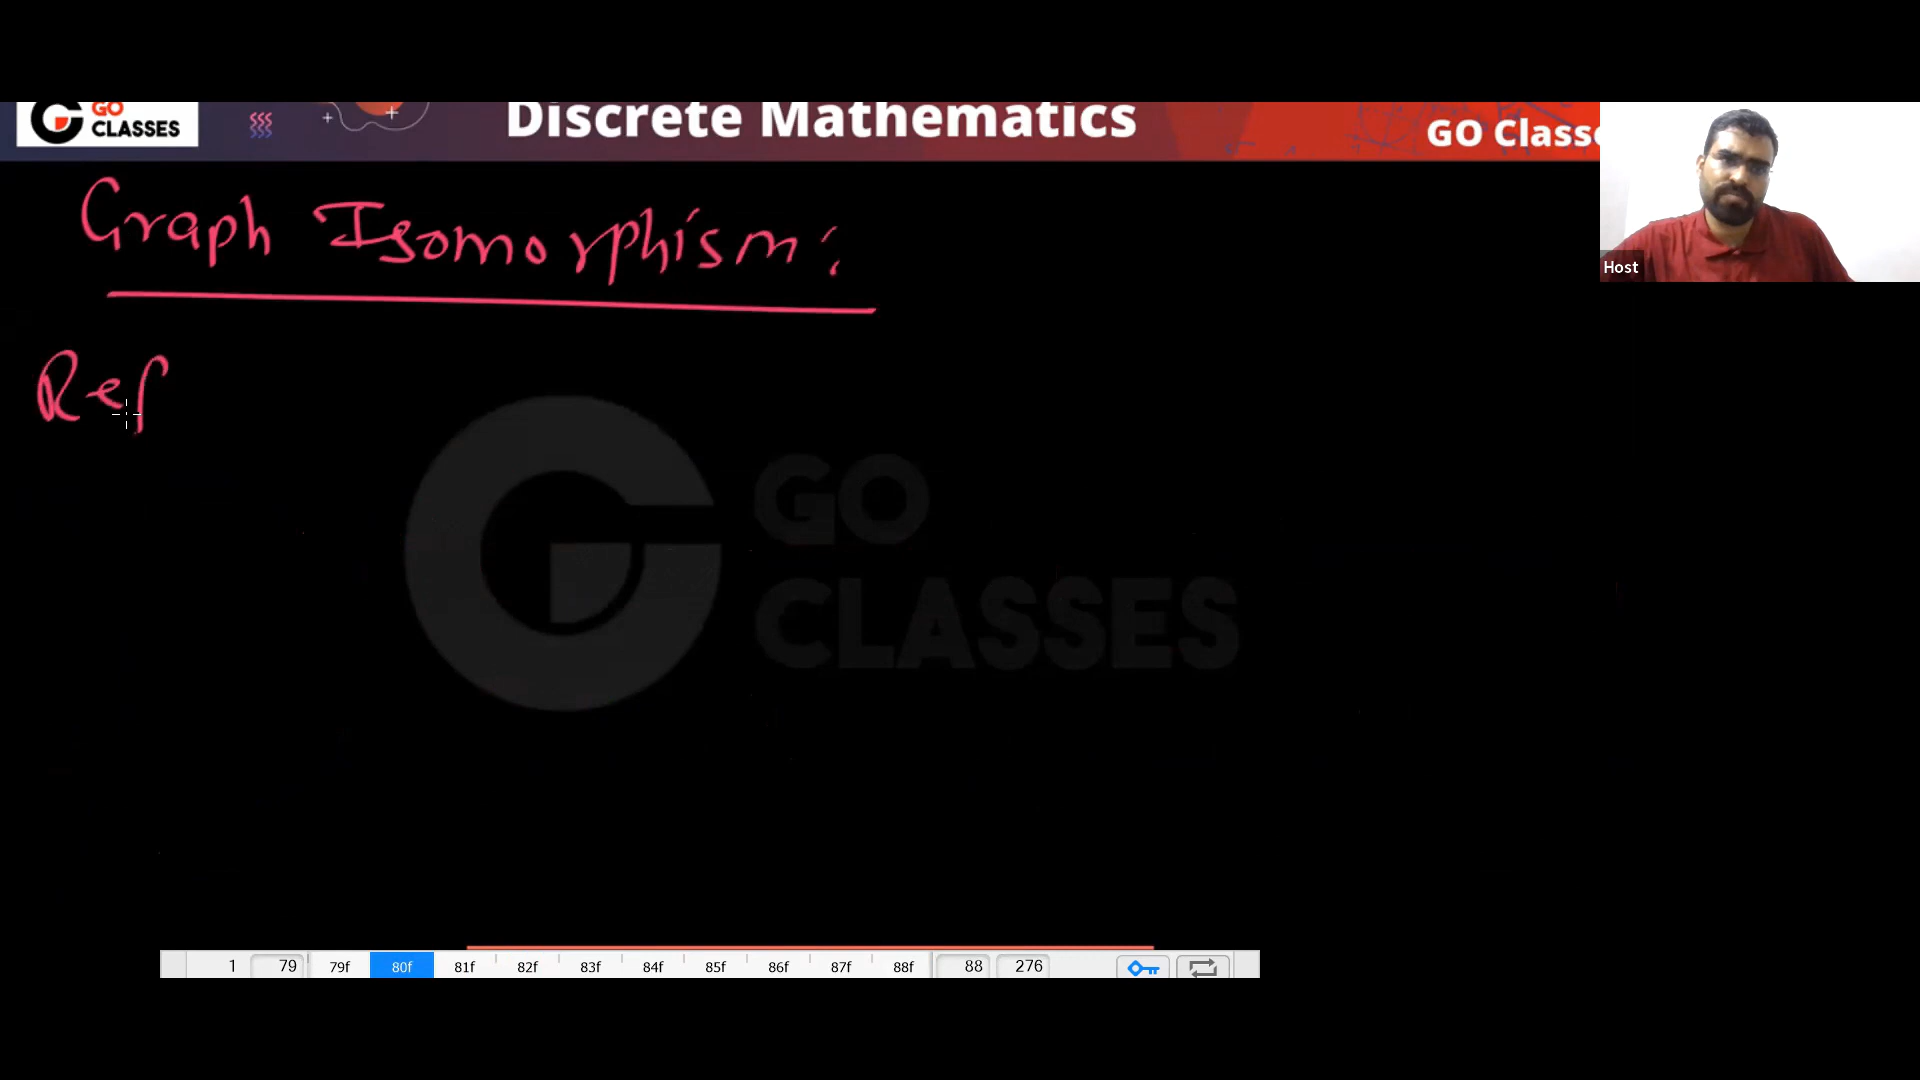 GO
CLASSES
Discrete Mathematics
GO Classe
Host
Graph Isomorphism:
Ref
GO
CLASSES
1 79 79f 80f 81f 82f 83f 84f 85f 86f 87f 88f 88 276